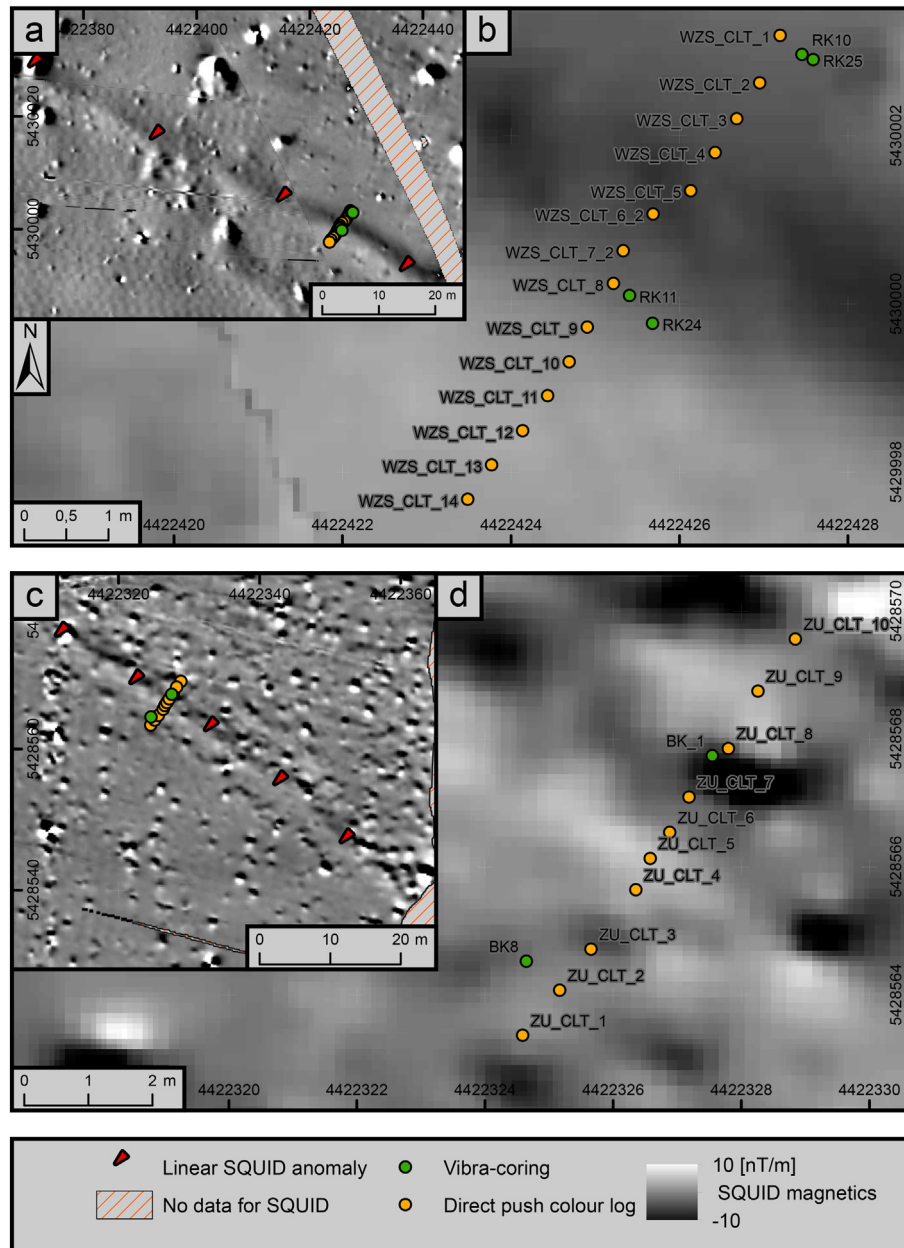 a
4422380
4422400
4422420
4422440
5430020
5430000
0 10 20 m
N
b
WZS_CLT_1
RK10
RK25
WZS_CLT_2
WZS_CLT_3
WZS_CLT_4
WZS_CLT_5
WZS_CLT_6_2
WZS_CLT_7_2
WZS_CLT_8
RK11
WZS_CLT_9
RK24
WZS_CLT_10
WZS_CLT_11
WZS_CLT_12
WZS_CLT_13
WZS_CLT_14
5430002
5430000
5429998
0 0,5 1 m
4422420
4422422
4422424
4422426
4422428
c
4422320
4422340
4422360
54
5428560
5428540
0 10 20 m
d
ZU_CLT_10
ZU_CLT_9
ZU_CLT_8
BK_1
ZU_CLT_7
ZU_CLT_6
ZU_CLT_5
ZU_CLT_4
ZU_CLT_3
BK8
ZU_CLT_2
ZU_CLT_1
5428570
5428568
5428566
5428564
0 1 2 m
4422320
4422322
4422324
4422326
4422328
4422330
Linear SQUID anomaly
No data for SQUID
Vibra-coring
Direct push colour log
10 [nT/m]
SQUID magnetics
-10